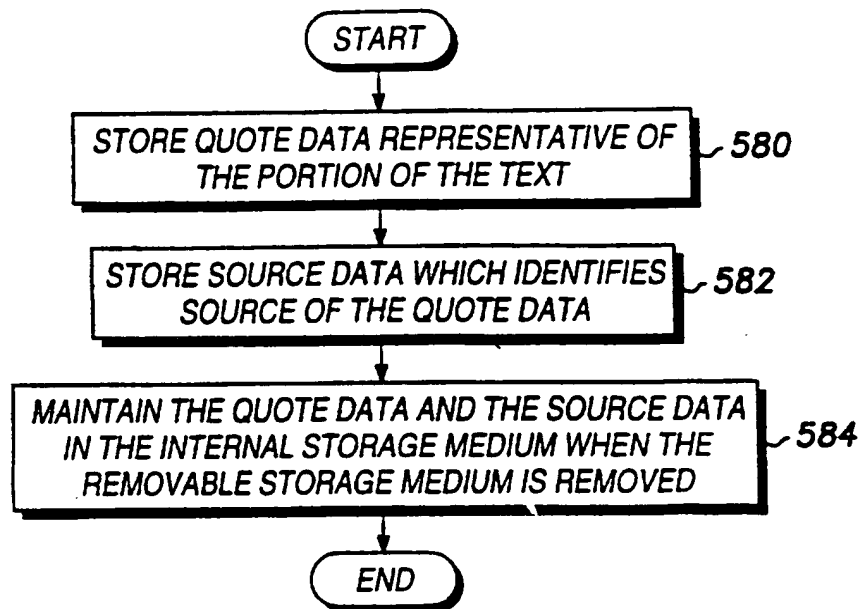 START
STORE QUOTE DATA REPRESENTATIVE OF
THE PORTION OF THE TEXT
580
STORE SOURCE DATA WHICH IDENTIFIES
SOURCE OF THE QUOTE DATA
582
MAINTAIN THE QUOTE DATA AND THE SOURCE DATA
IN THE INTERNAL STORAGE MEDIUM WHEN THE
REMOVABLE STORAGE MEDIUM IS REMOVED
584
END